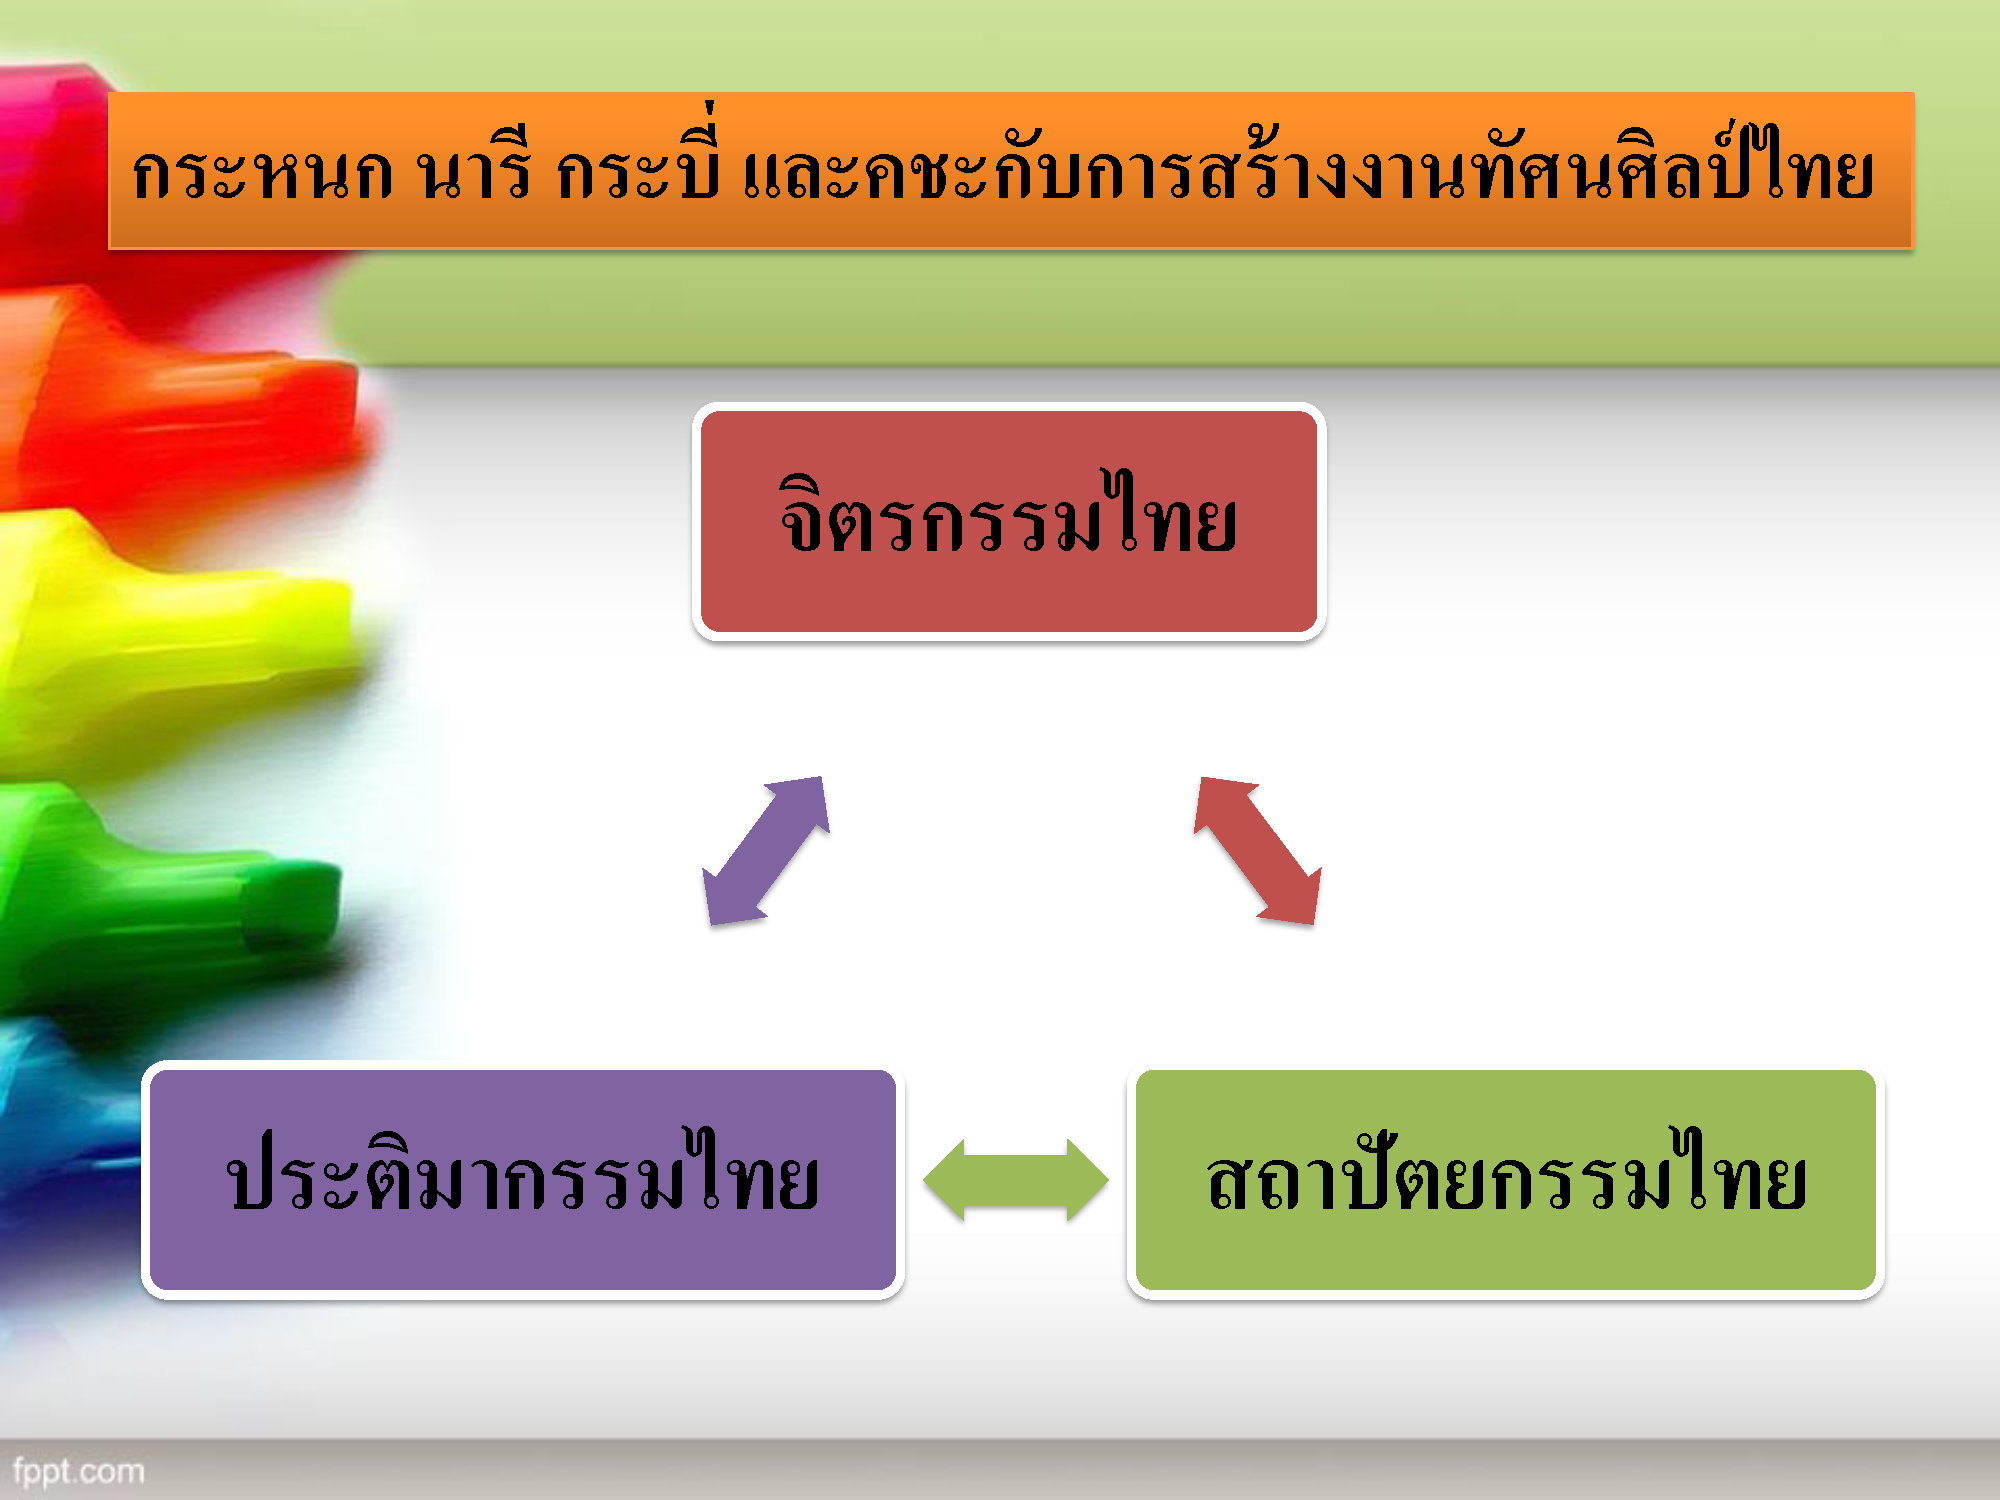 กระหนก นารี กระบี่ และคชะกับการสร้างงานทัศนศิลป์ไทย
จิตรกรรมไทย
ประติมากรรมไทย
สถาปัตยกรรมไทย
fppt.com